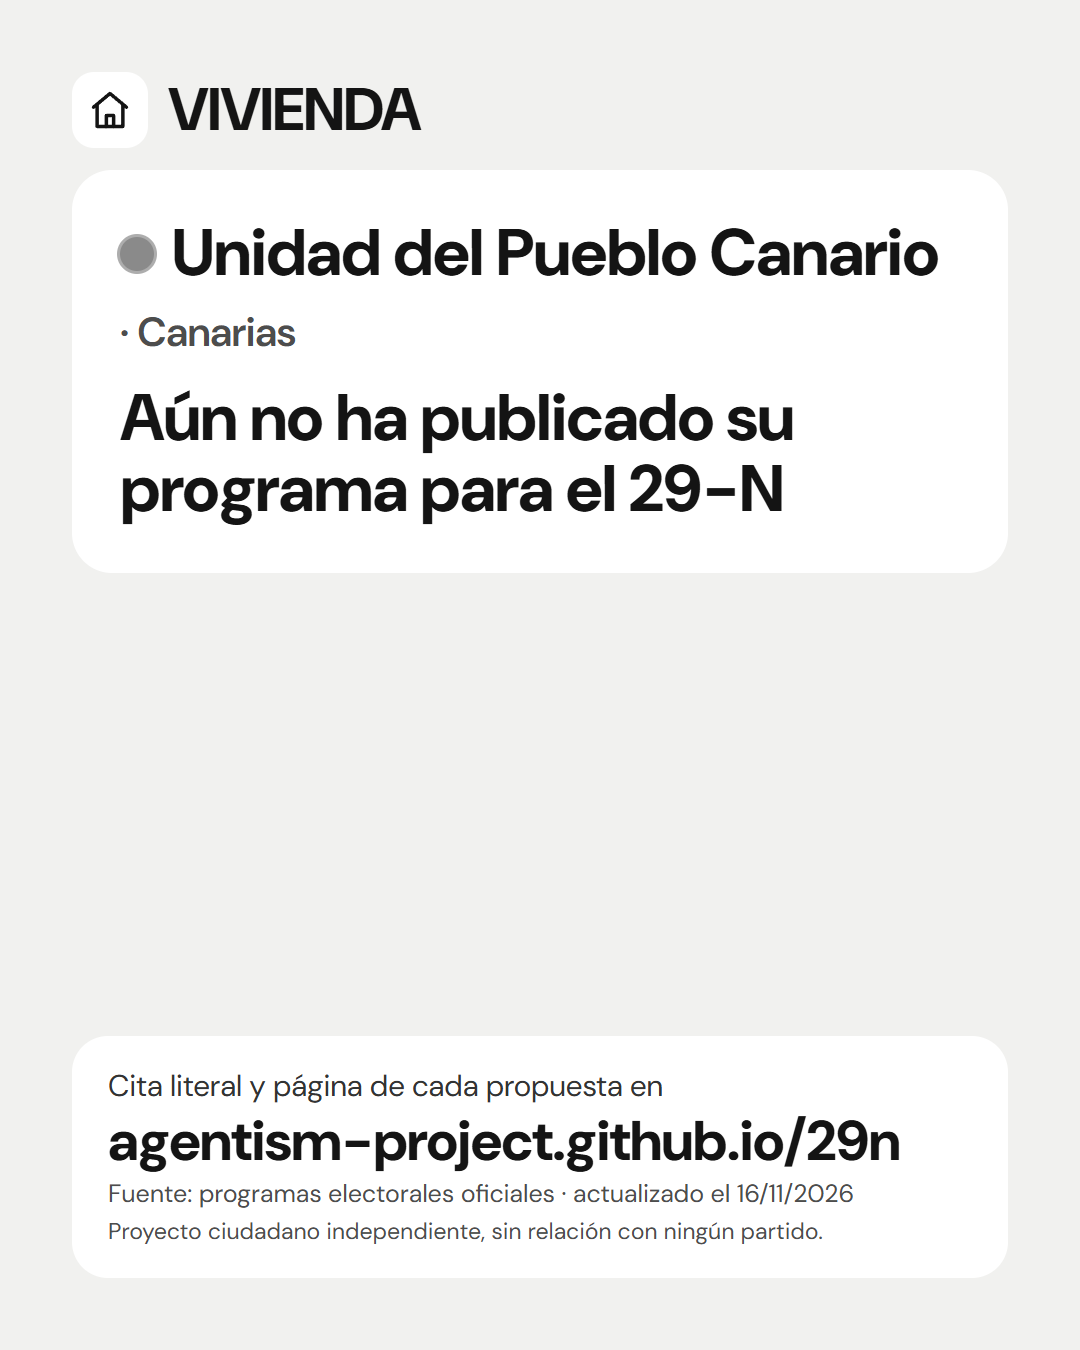 VIVIENDA
Unidad del Pueblo Canario
· Canarias
Aún no ha publicado su
programa para el 29-N
Cita literal y página de cada propuesta en
agentism-project.github.io/29n
Fuente: programas electorales oficiales · actualizado el 16/11/2026
Proyecto ciudadano independiente, sin relación con ningún partido.